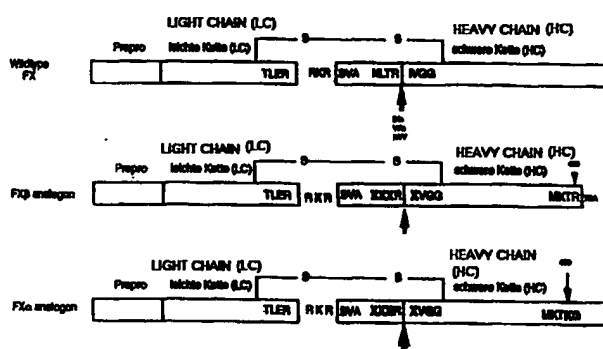 LIGHT CHAIN (LC)
HEAVY CHAIN (HC)
Prepro leichte Kette (LC) S S schwere Kette (HC)
Wildtype
FX
TLER RKR SVA NLTR IVGG
LIGHT CHAIN (LC)
HEAVY CHAIN (HC)
Prepro leichte Kette (LC) S S schwere Kette (HC)
FXβ analogon
TLER RKR SVA XXXR XVGG MKTR
LIGHT CHAIN (LC)
HEAVY CHAIN
(HC)
Prepro leichte Kette (LC) S S schwere Kette (HC)
FXα analogon
TLER RKR SVA XXXR XVGG